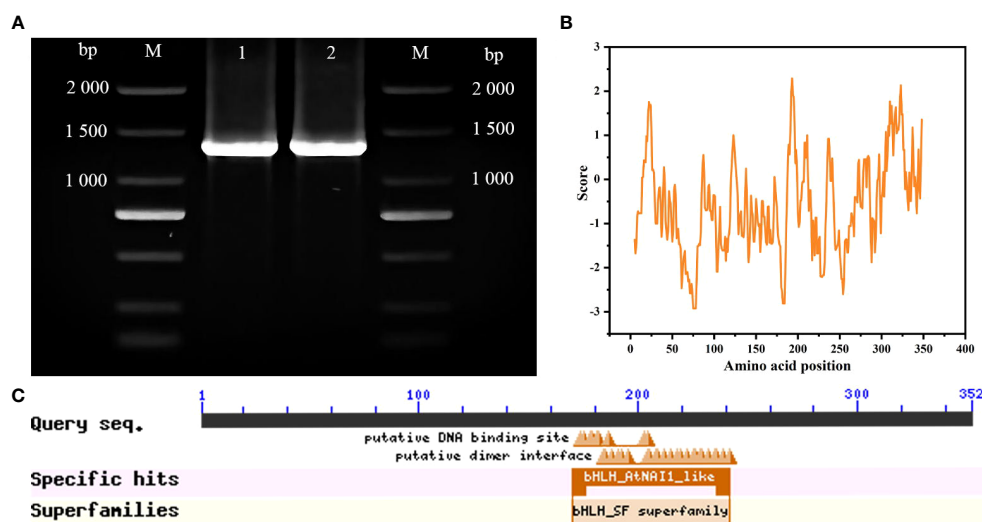 A
bp M 1 2 M bp
2 000 2 000
1 500 1 500
1 000 1 000
B
3
2
1
0
-1
-2
-3
Score
0 50 100 150 200 250 300 350 400
Amino acid position
C
1 100 200 300 352
Query seq.
putative DNA binding site
putative dimer interface
Specific hits
bHLH_AtNAI1_like
Superfamilies
bHLH_SF superfamily